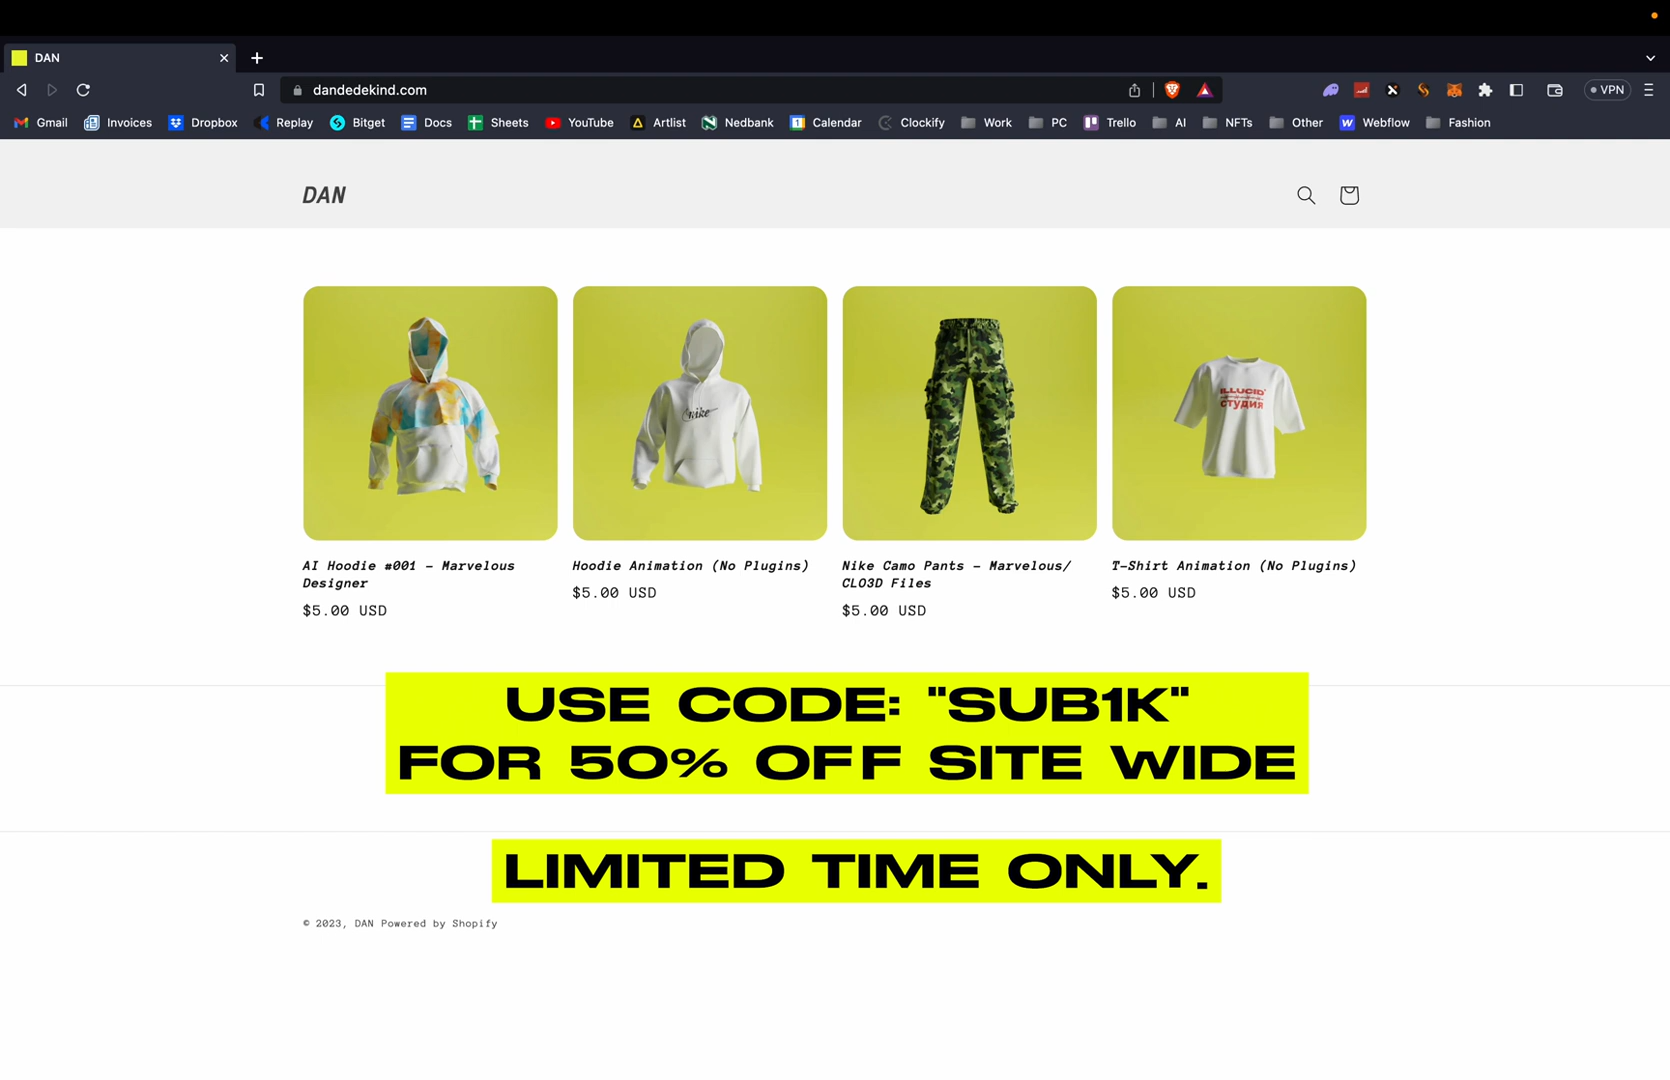 DAN
dandedekind.com
VPN
Gmail Invoices Dropbox Replay Bitget Docs Sheets YouTube Artlist Nedbank Calendar Clockify Work PC Trello AI NFTs Other Webflow Fashion
DAN
Nike
ILLUCID
СТУДИЯ
AI Hoodie #001 - Marvelous
Designer
$5.00 USD
Hoodie Animation (No Plugins)
$5.00 USD
Nike Camo Pants - Marvelous/
CLO3D Files
$5.00 USD
T-Shirt Animation (No Plugins)
$5.00 USD
USE CODE: "SUB1K"
FOR 50% OFF SITE WIDE
LIMITED TIME ONLY.
© 2023, DAN Powered by Shopify